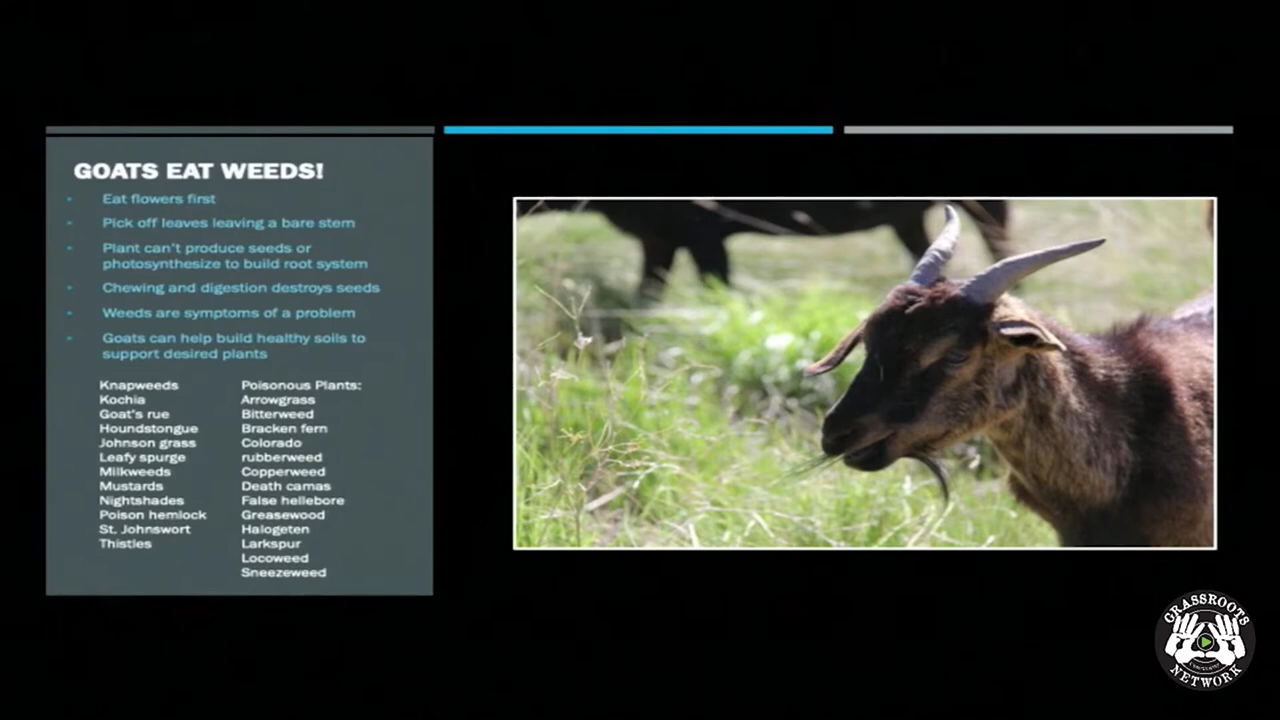 GOATS EAT WEEDS!
Eat flowers first
Pick off leaves leaving a bare stem
Plant can't produce seeds or
photosynthesize to build root system
Chewing and digestion destroys seeds
Weeds are symptoms of a problem
Goats can help build healthy soils to
support desired plants
Knapweeds
Kochia
Goat's rue
Houndstongue
Johnson grass
Leafy spurge
Milkweeds
Mustards
Nightshades
Poison hemlock
St. Johnswort
Thistles
Poisonous Plants:
Arrowgrass
Bitterweed
Bracken fern
Colorado
rubberweed
Copperweed
Death camas
False hellebore
Greasewood
Halogeten
Larkspur
Locoweed
Sneezeweed
GRASSROOTS
NETWORK